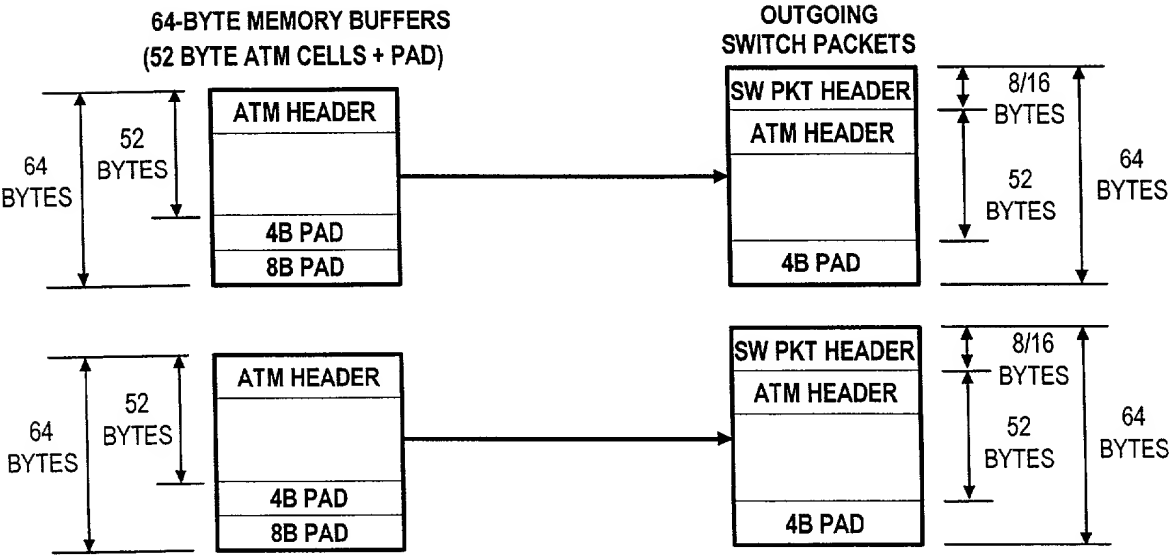 64-BYTE MEMORY BUFFERS
(52 BYTE ATM CELLS + PAD)
OUTGOING
SWITCH PACKETS
64
BYTES
52
BYTES
ATM HEADER
4B PAD
8B PAD
SW PKT HEADER
ATM HEADER
4B PAD
8/16
BYTES
52
BYTES
64
BYTES
64
BYTES
52
BYTES
ATM HEADER
4B PAD
8B PAD
SW PKT HEADER
ATM HEADER
4B PAD
8/16
BYTES
52
BYTES
64
BYTES